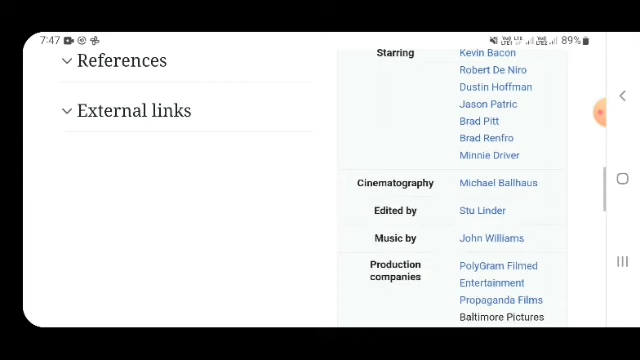 7:47
89%
References
External links
Starring
Kevin Bacon
Robert De Niro
Dustin Hoffman
Jason Patric
Brad Pitt
Brad Renfro
Minnie Driver
Cinematography
Michael Ballhaus
Edited by
Stu Linder
Music by
John Williams
Production
companies
PolyGram Filmed
Entertainment
Propaganda Films
Baltimore Pictures